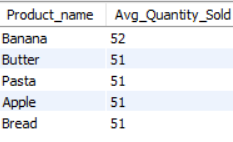 Product_name Avg_Quantity_Sold
Banana 52
Butter 51
Pasta 51
Apple 51
Bread 51